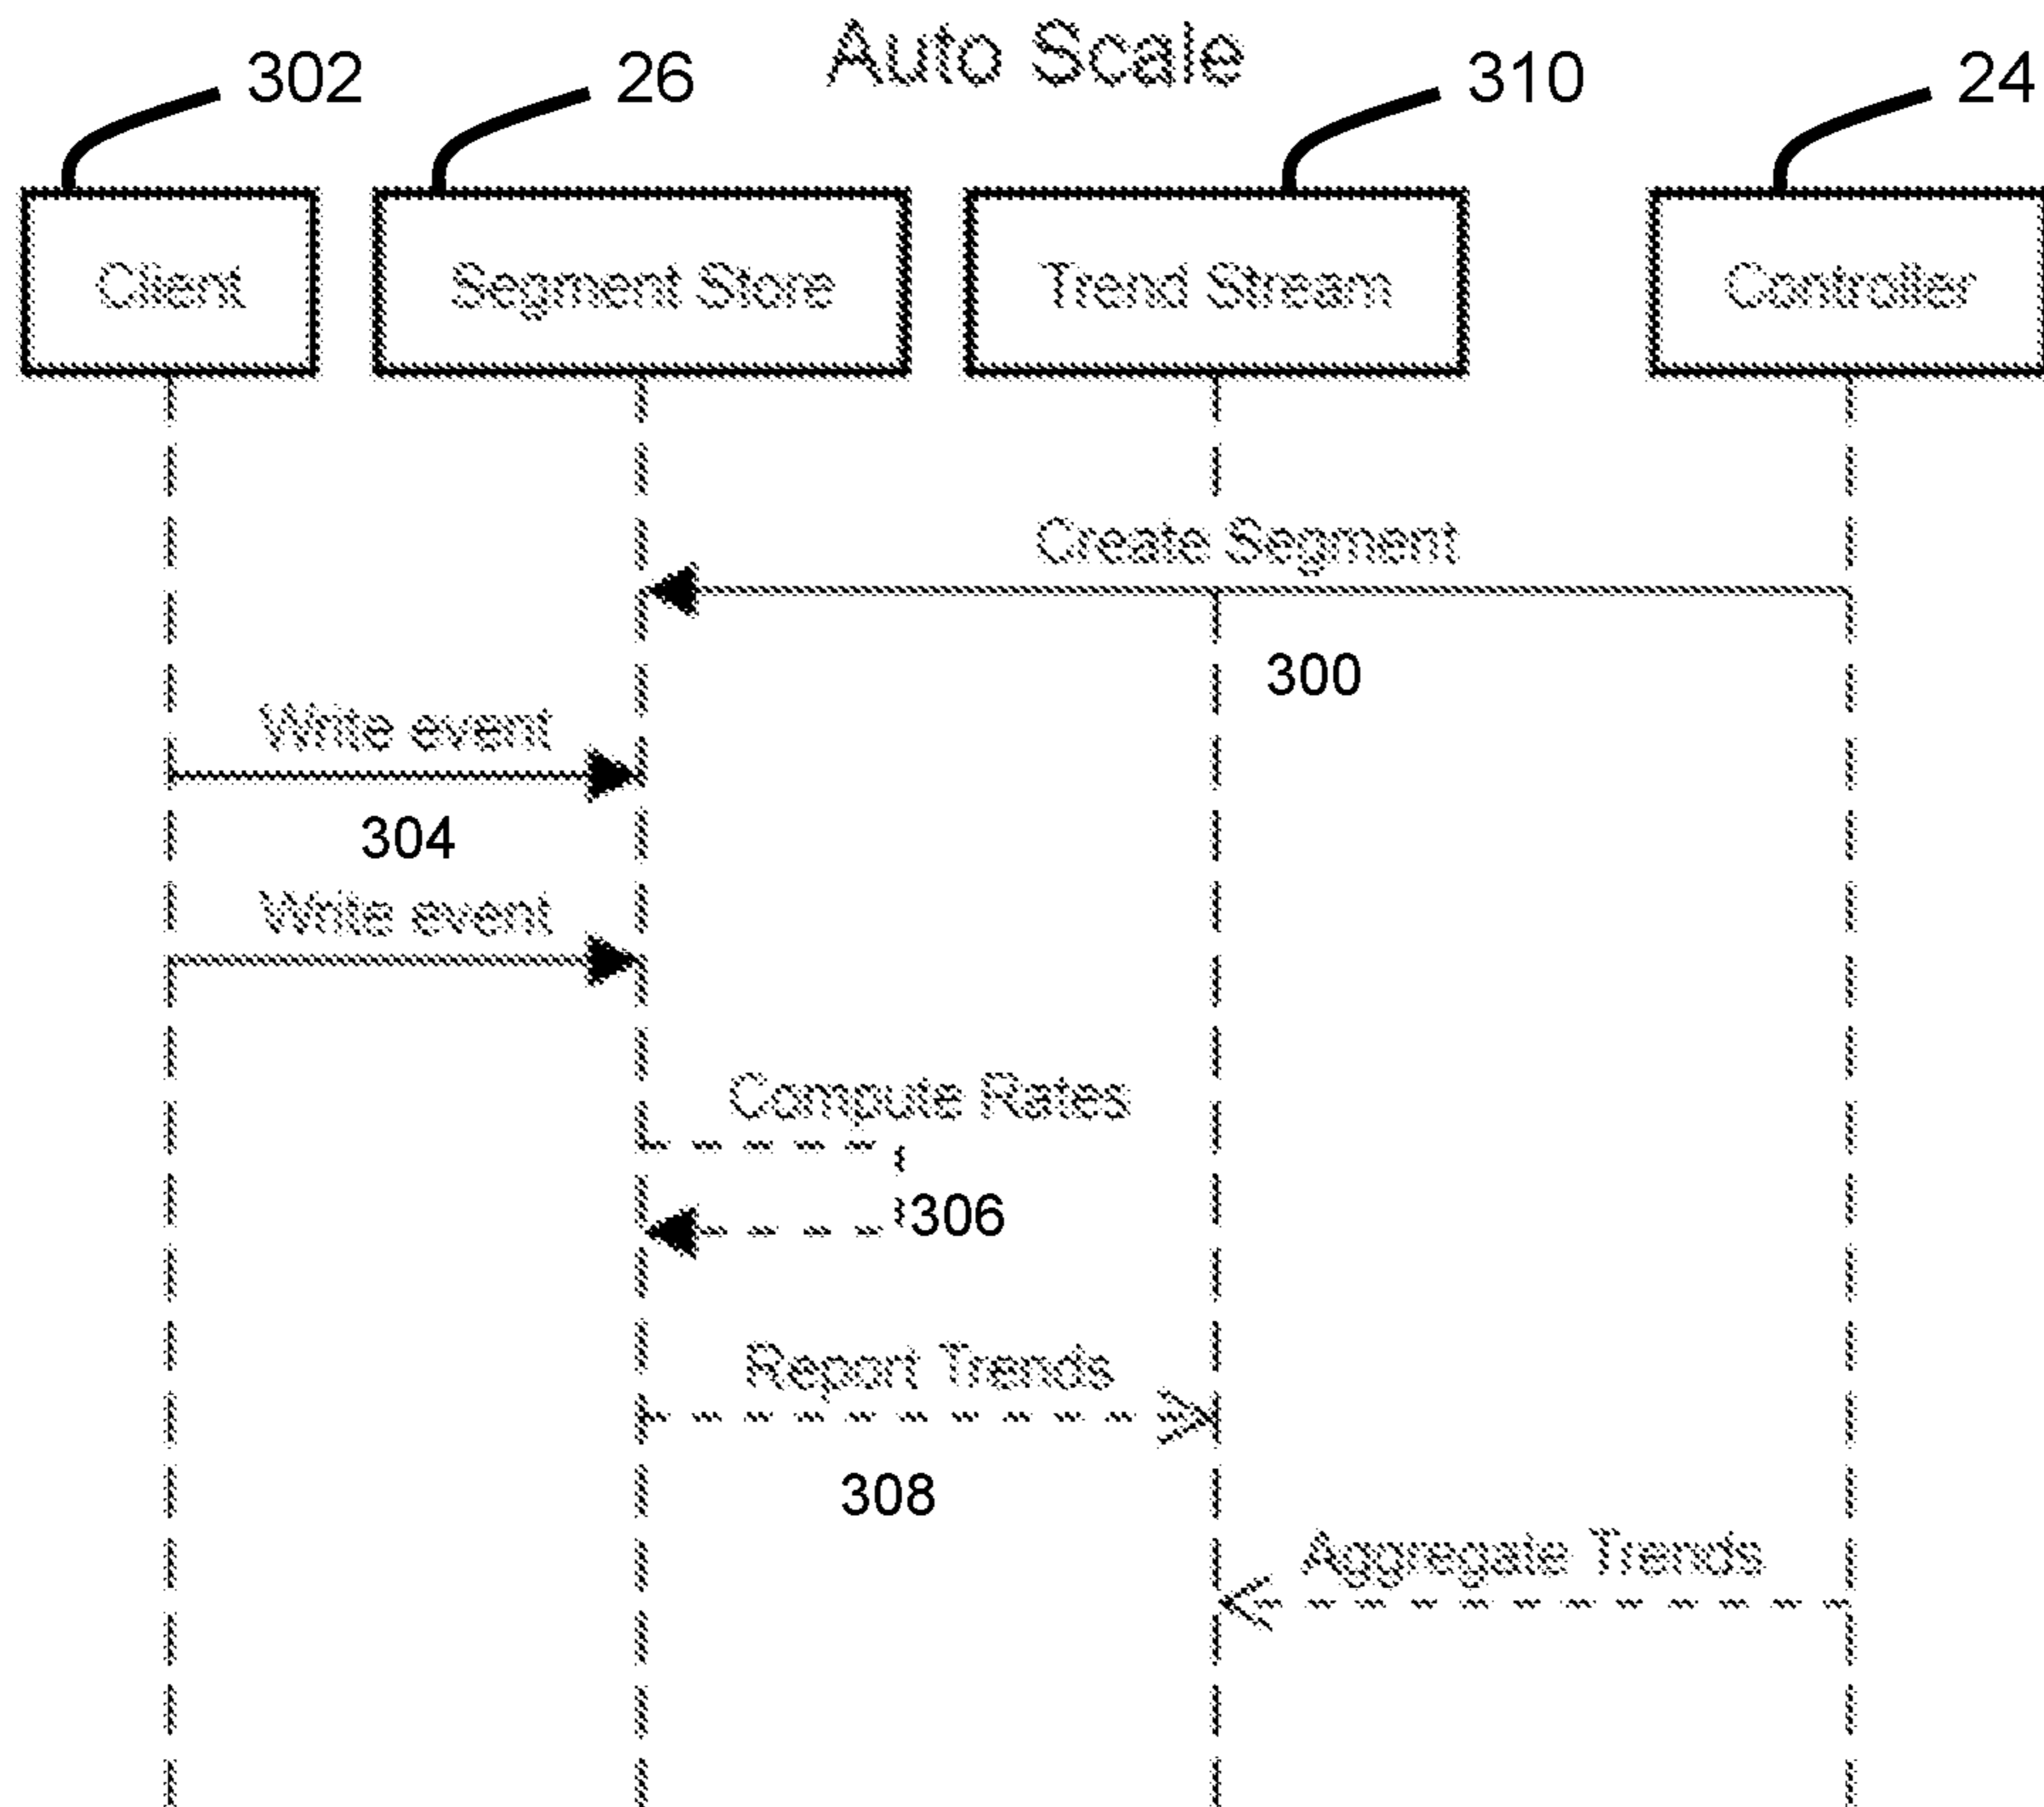 Auto Scale
302
26
310
24
Client
Segment Store
Trend Stream
Controller
Create Segment
300
Write event
304
Write event
Compute Rates
306
Report Trends
308
Aggregate Trends